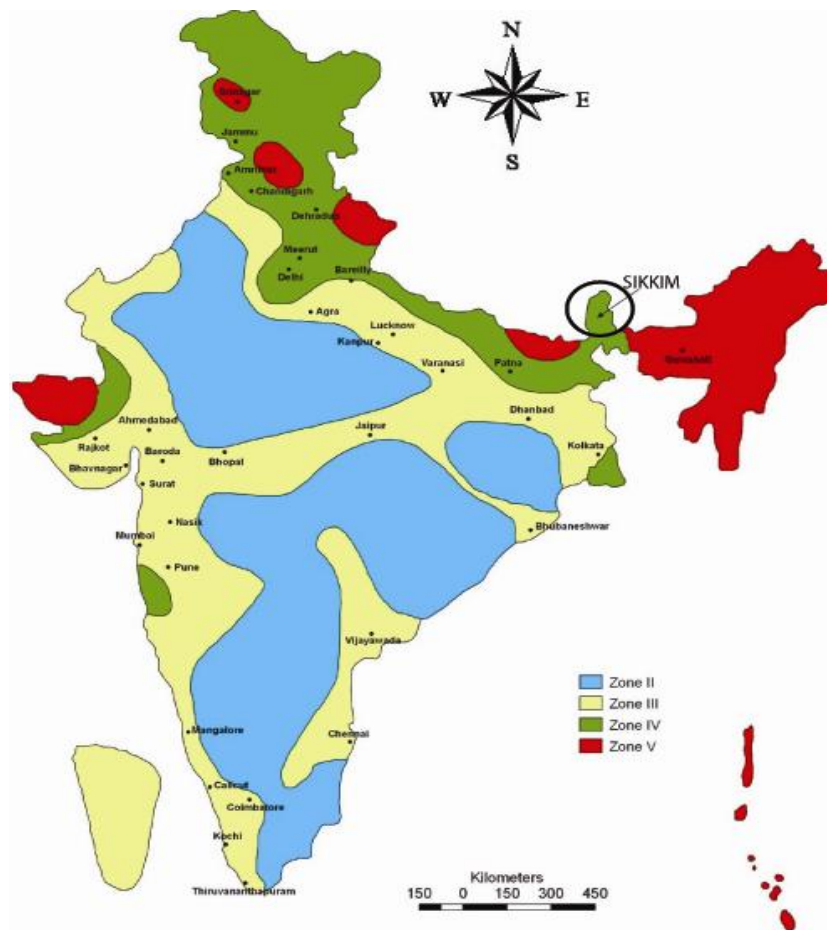 N
W E
S
Srinagar
Jammu
Amritsar
Chandigarh
Dehradun
Meerut
Delhi
Bareilly
SIKKIM
Agra
Lucknow
Kanpur
Guwahati
Varanasi
Patna
Ahmedabad
Dhanbad
Rajkot
Baroda
Jaipur
Bhopal
Kolkata
Bhavnagar
Surat
Nasik
Bhubaneshwar
Mumbai
Pune
Vijayawada
Zone II
Zone III
Zone IV
Zone V
Mangalore
Chennai
Calicut
Coimbatore
Kochi
Thiruvananthapuram
Kilometers
150 0 150 300 450